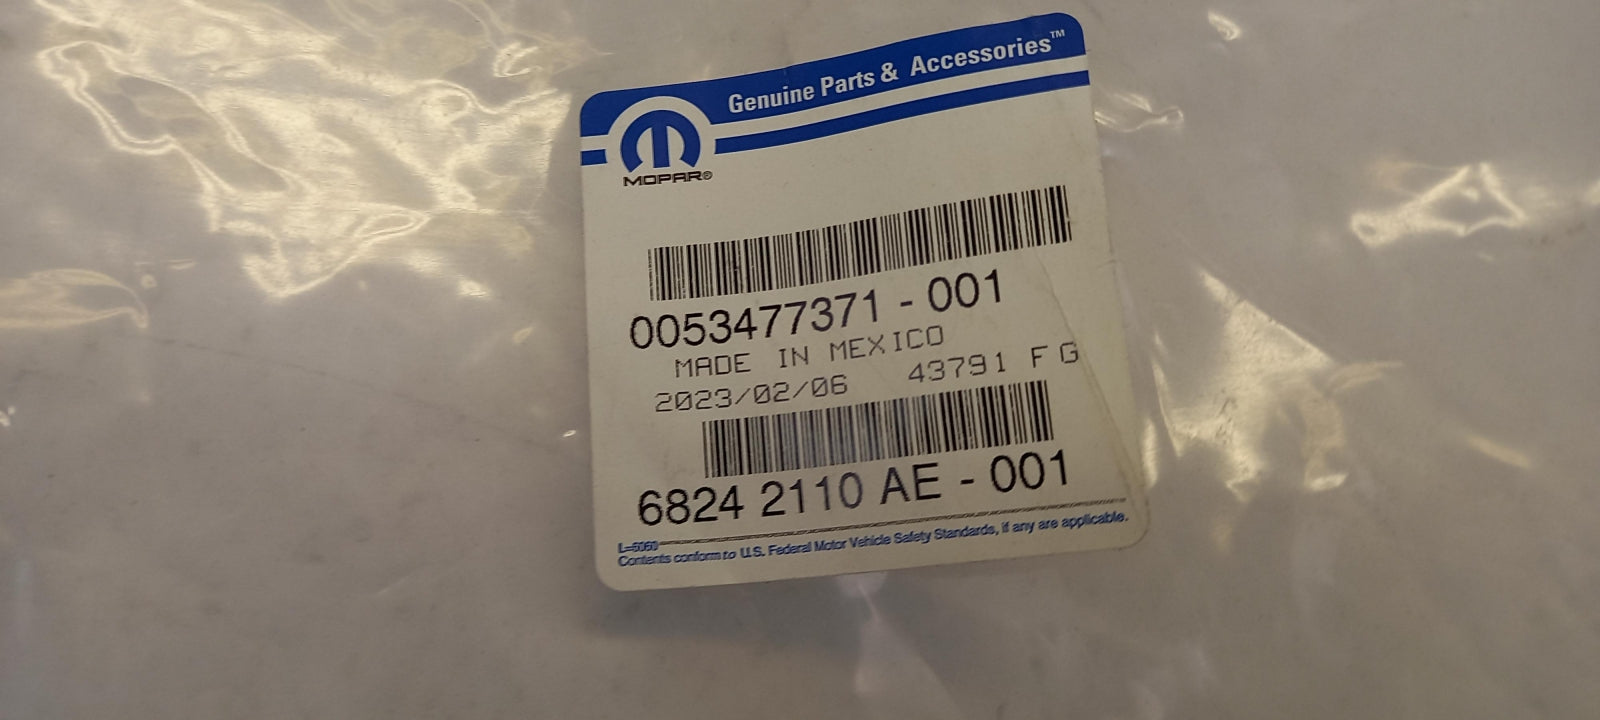 Genuine Parts & Accessories™
MOPAR®
0053477371 - 001
MADE IN MEXICO
2023/02/06 43791 F G
6824 2110 AE - 001
L=5060
Contents conform to U.S. Federal Motor Vehicle Safety Standards, if any are applicable.